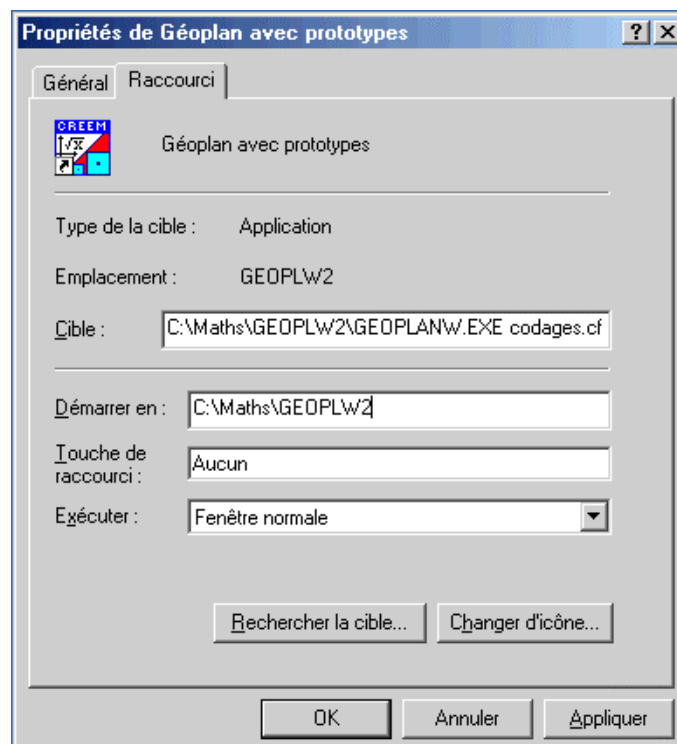 Propriétés de Géoplan avec prototypes
Général Raccourci
CREEM
√x
Géoplan avec prototypes
Type de la cible : Application
Emplacement : GEOPLW2
Cible : C:\Maths\GEOPLW2\GEOPLANW.EXE codages.cf
Démarrer en : C:\Maths\GEOPLW2
Touche de
raccourci : Aucun
Exécuter : Fenêtre normale
Rechercher la cible... Changer d'icône...
OK Annuler Appliquer